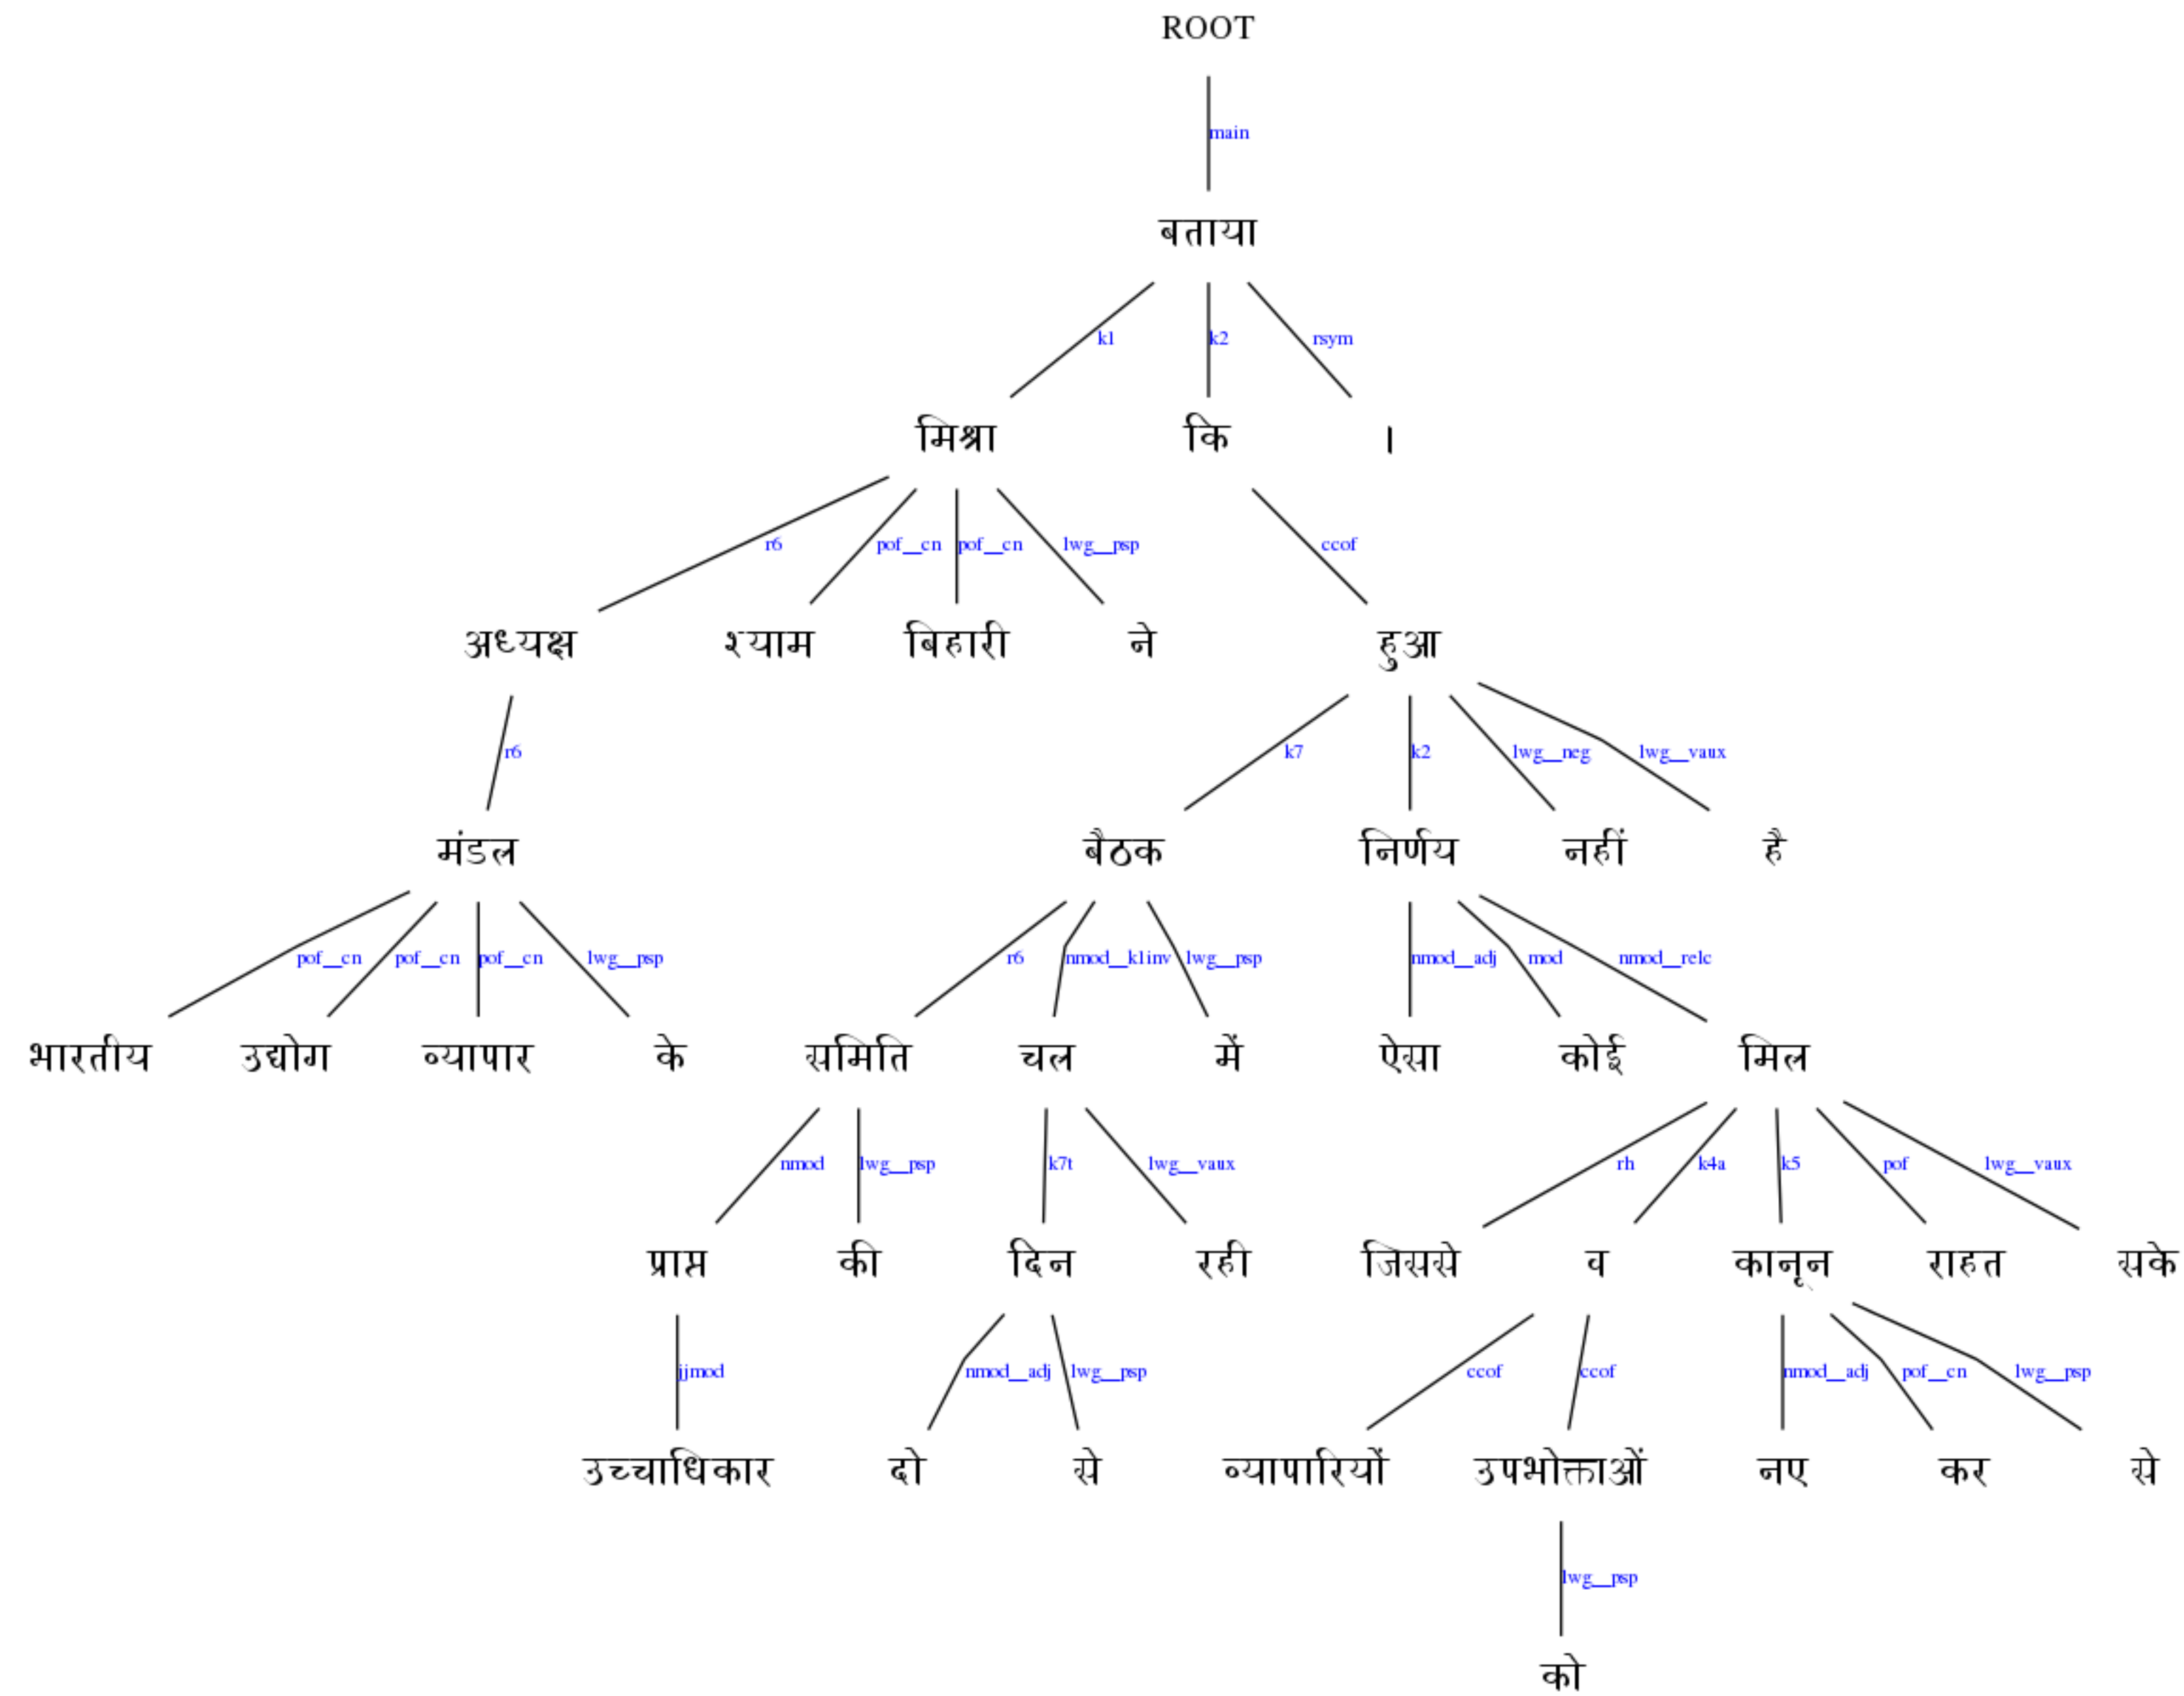 ROOT
main
बताया
k1 k2 rsym
मिश्रा कि ।
r6 pof__cn pof__cn lwg__psp ccof
अध्यक्ष श्याम बिहारी ने हुआ
r6 k7 k2 lwg__neg lwg__vaux
मंडल बैठक निर्णय नहीं है
pof__cn pof__cn pof__cn lwg__psp r6 nmod__k1inv lwg__psp nmod__adj mod nmod__relc
भारतीय उद्योग व्यापार के समिति चल में ऐसा कोई मिल
nmod lwg__psp k7t lwg__vaux rh k4a k5 pof lwg__vaux
प्राप्त की दिन रही जिससे व कानून राहत सके
jjmod nmod__adj lwg__psp ccof ccof nmod__adj pof__cn lwg__psp
उच्चाधिकार दो से व्यापारियों उपभोक्ताओं नए कर से
lwg__psp
को